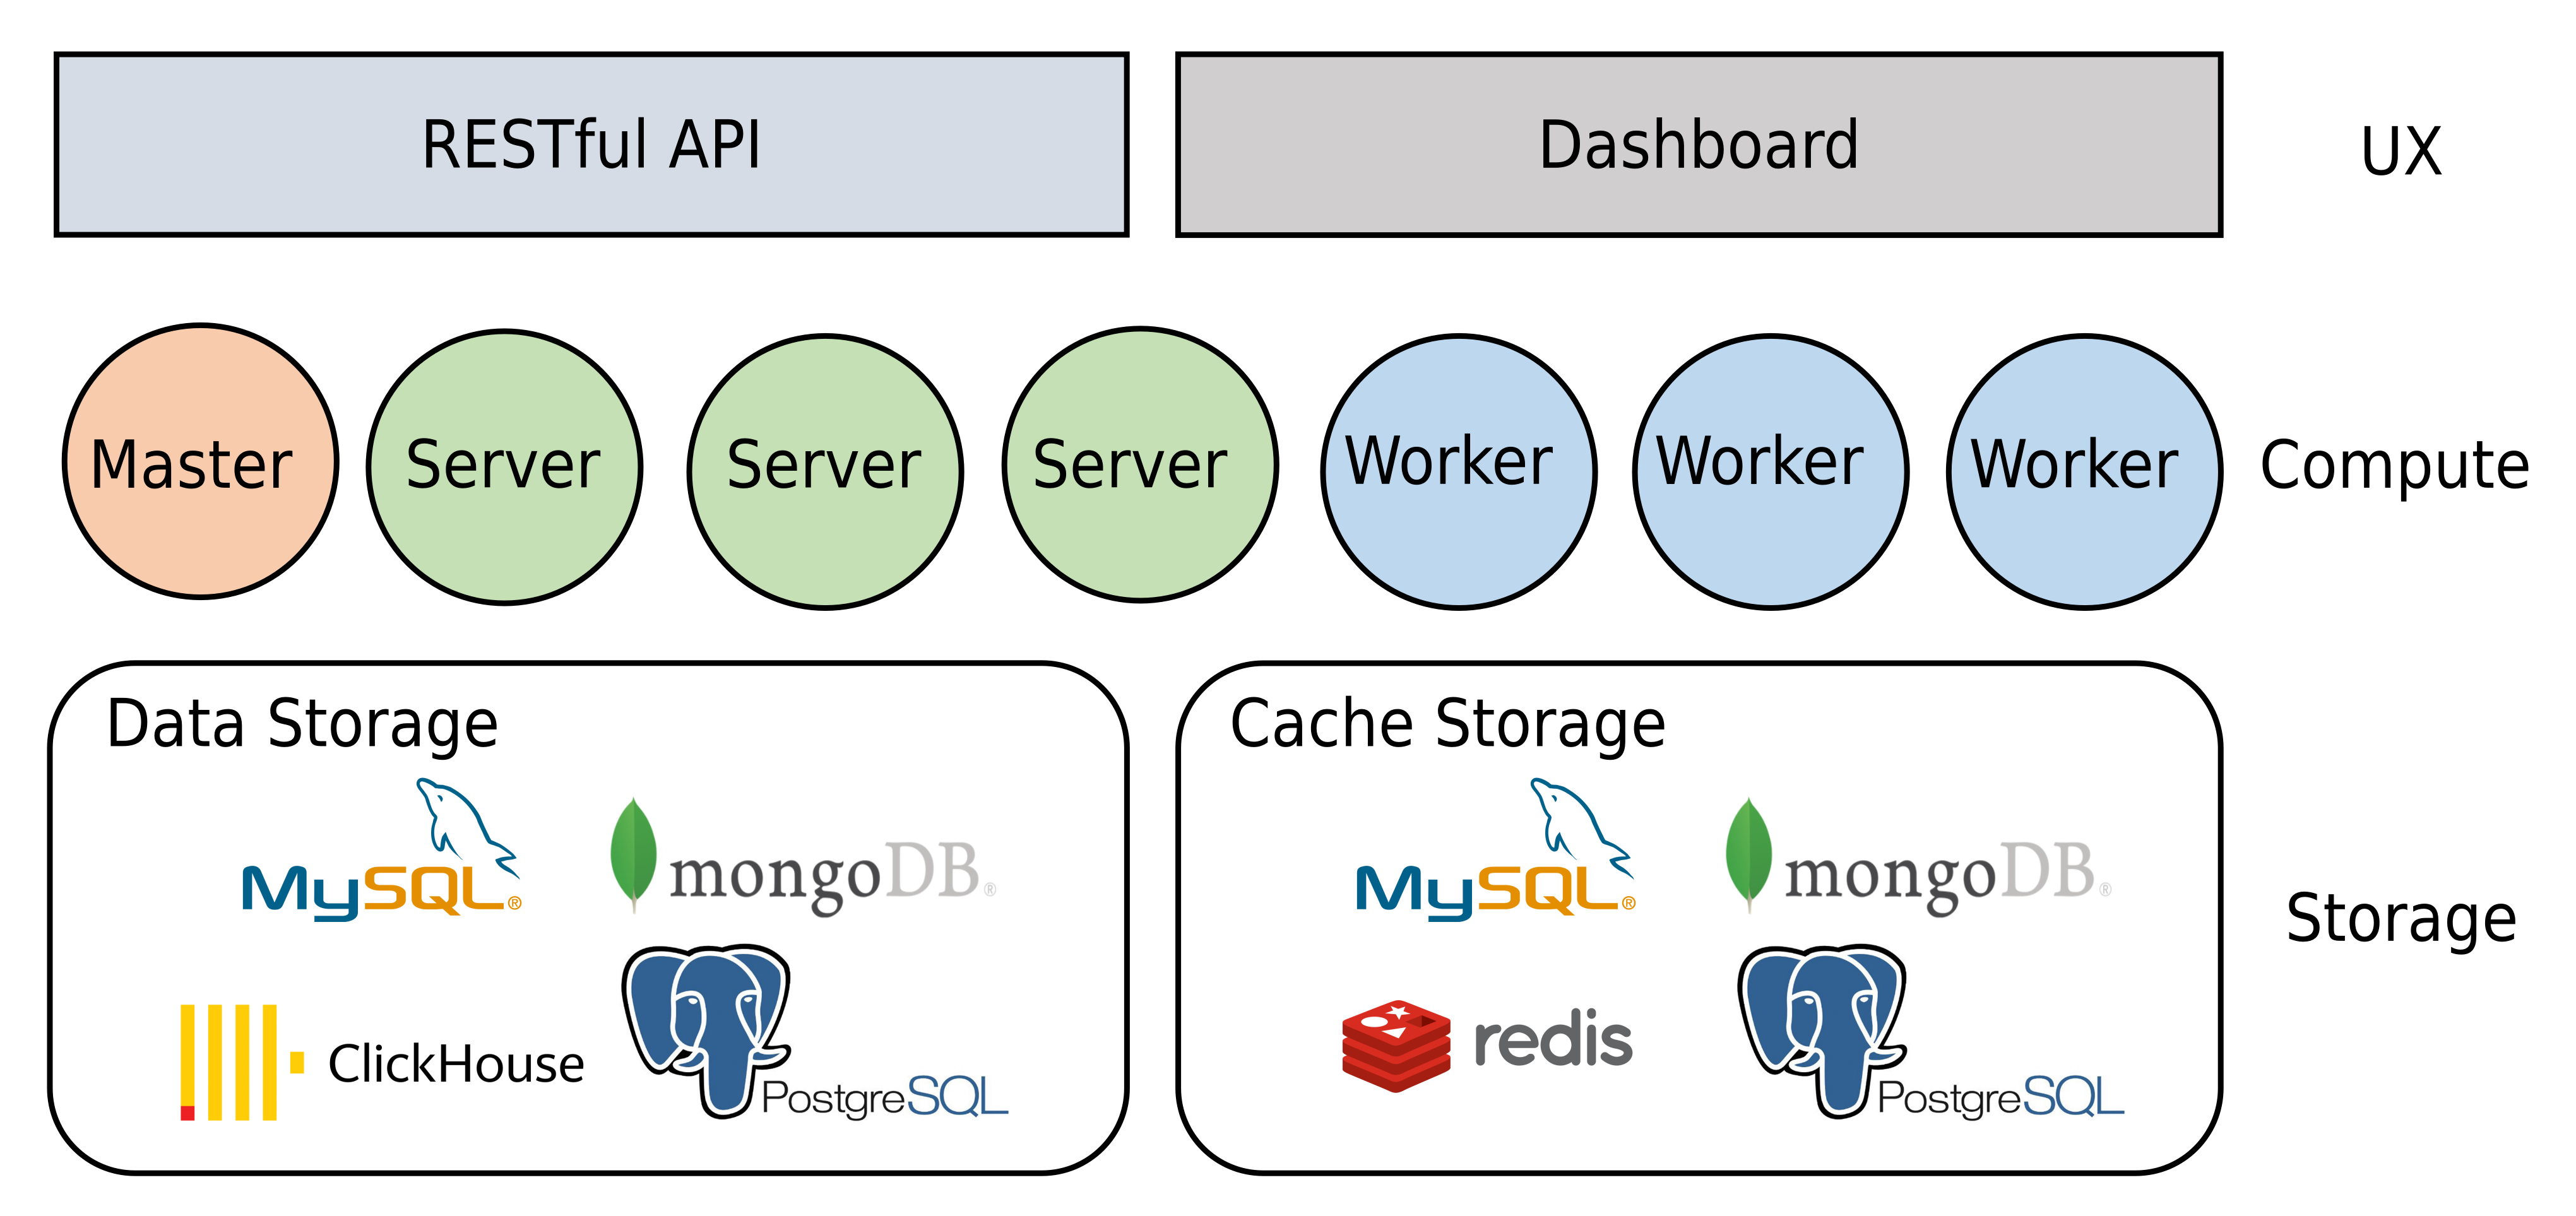 RESTful API
Dashboard
UX
Master
Server
Server
Server
Worker
Worker
Worker
Compute
Data Storage
MySQL®
mongoDB®
ClickHouse
PostgreSQL
Cache Storage
MySQL®
mongoDB®
redis
PostgreSQL
Storage